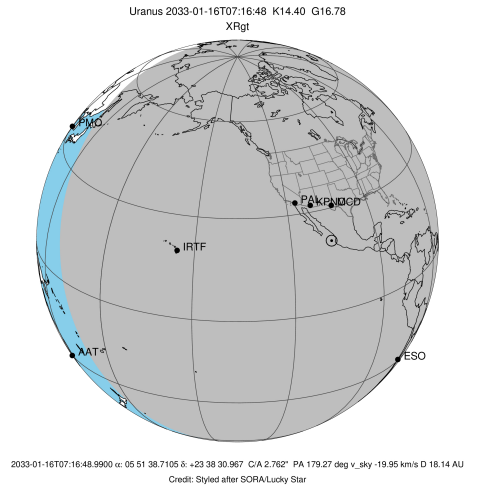 Uranus 2033-01-16T07:16:48 K14.40 G16.78
XRgt
PMO
PAL
KPNO
MCD
IRTF
AAT
ESO
2033-01-16T07:16:48.9900 α: 05 51 38.7105 δ: +23 38 30.967 C/A 2.762" PA 179.27 deg v_sky -19.95 km/s D 18.14 AU
Credit: Styled after SORA/Lucky Star